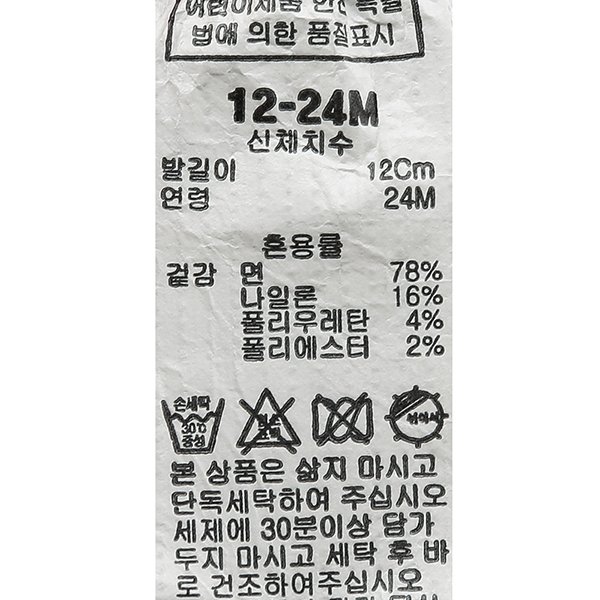 어린이제품 안전 특별
법에 의한 품질표시
12-24M
신체치수
발길이 12Cm
연령 24M
혼용률
겉감 면 78%
나일론 16%
폴리우레탄 4%
폴리에스터 2%
손세탁
30℃
중성
본 상품은 삶지 마시고
단독세탁하여 주십시오
세제에 30분이상 담가
두지 마시고 세탁 후 바
로 건조하여주십시오